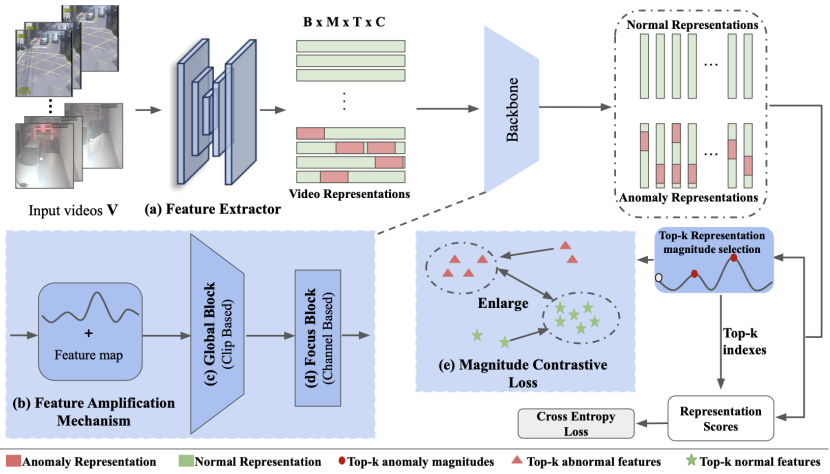 B x M x T x C
Normal Representations
Backbone
Anomaly Representations
Input videos V
(a) Feature Extractor
Video Representations
Top-k Representation
magnitude selection
Enlarge
(e) Magnitude Contrastive
Loss
Feature map
+
(b) Feature Amplification
Mechanism
(c) Global Block
(Clip Based)
(d) Focus Block
(Channel Based)
Top-k
indexes
Cross Entropy
Loss
Representation
Scores
Anomaly Representation
Normal Representation
Top-k anomaly magnitudes
Top-k abnormal features
Top-k normal features